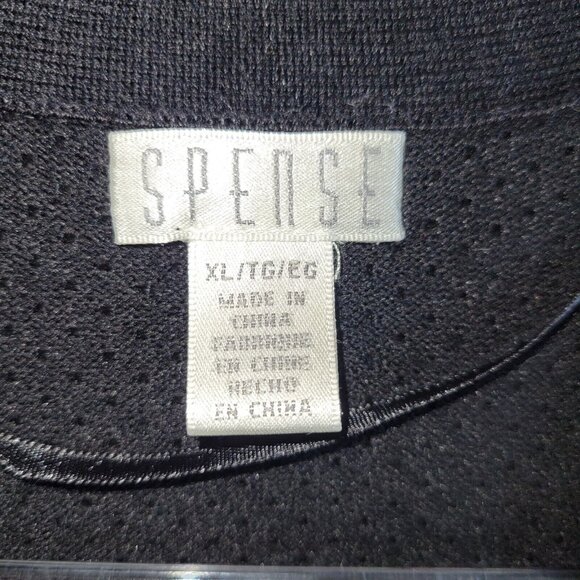 SPENSE
XL/TG/EG
MADE IN
CHINA
FABRIQUE
EN CHINE
HECHO
EN CHINA